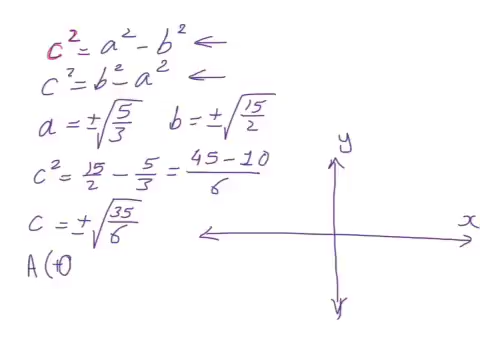 c² = a² - b² ←
c² = b² - a² ←
a = ±√(5/3) b = ±√(15/2)
c² = 15/2 - 5/3 = (45 - 10)/6
c = ±√(35/6)
A (±0
y
x
y